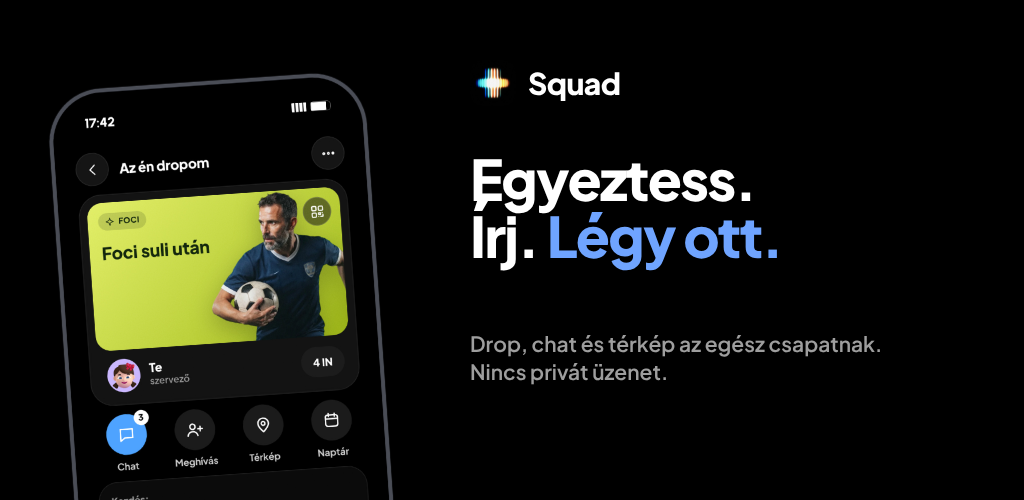 17:42
Az én dropom
FOCI
Foci suli után
Te
szervező
4 IN
3
Chat
Meghívás
Térkép
Naptár
Kezdés:
Squad
Egyeztess.
Írj. Légy ott.
Drop, chat és térkép az egész csapatnak.
Nincs privát üzenet.